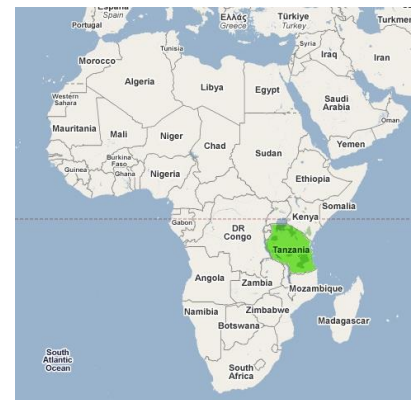 España
Spain
Portugal
Ελλάς
Greece
Türkiye
Turkey
Turkmen
Tunisia
Syria
Iraq
Iran
Morocco
Algeria
Libya
Egypt
Western
Sahara
Saudi
Arabia
Oman
Mauritania
Mali
Niger
Chad
Sudan
Yemen
Burkina
Faso
Guinea
Ghana
Nigeria
Ethiopia
Somalia
Gabon
DR
Congo
Kenya
Tanzania
Angola
Zambia
Mozambique
Namibia
Zimbabwe
Botswana
Madagascar
South
Atlantic
Ocean
South
Africa